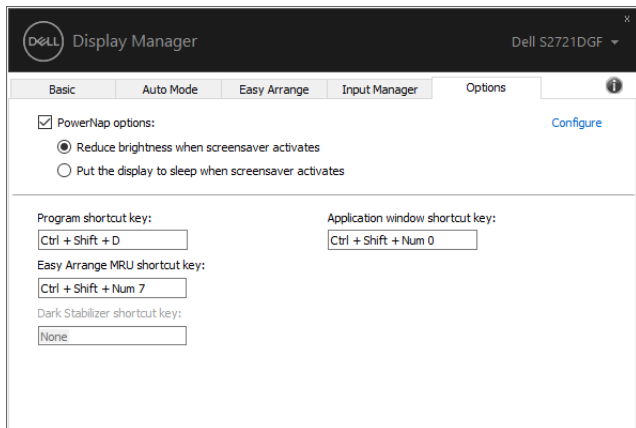 x
DELL Display Manager
Dell S2721DGF
Basic
Auto Mode
Easy Arrange
Input Manager
Options
i
PowerNap options:
Configure
Reduce brightness when screensaver activates
Put the display to sleep when screensaver activates
Program shortcut key:
Application window shortcut key:
Ctrl + Shift + D
Ctrl + Shift + Num 0
Easy Arrange MRU shortcut key:
Ctrl + Shift + Num 7
Dark Stabilizer shortcut key:
None